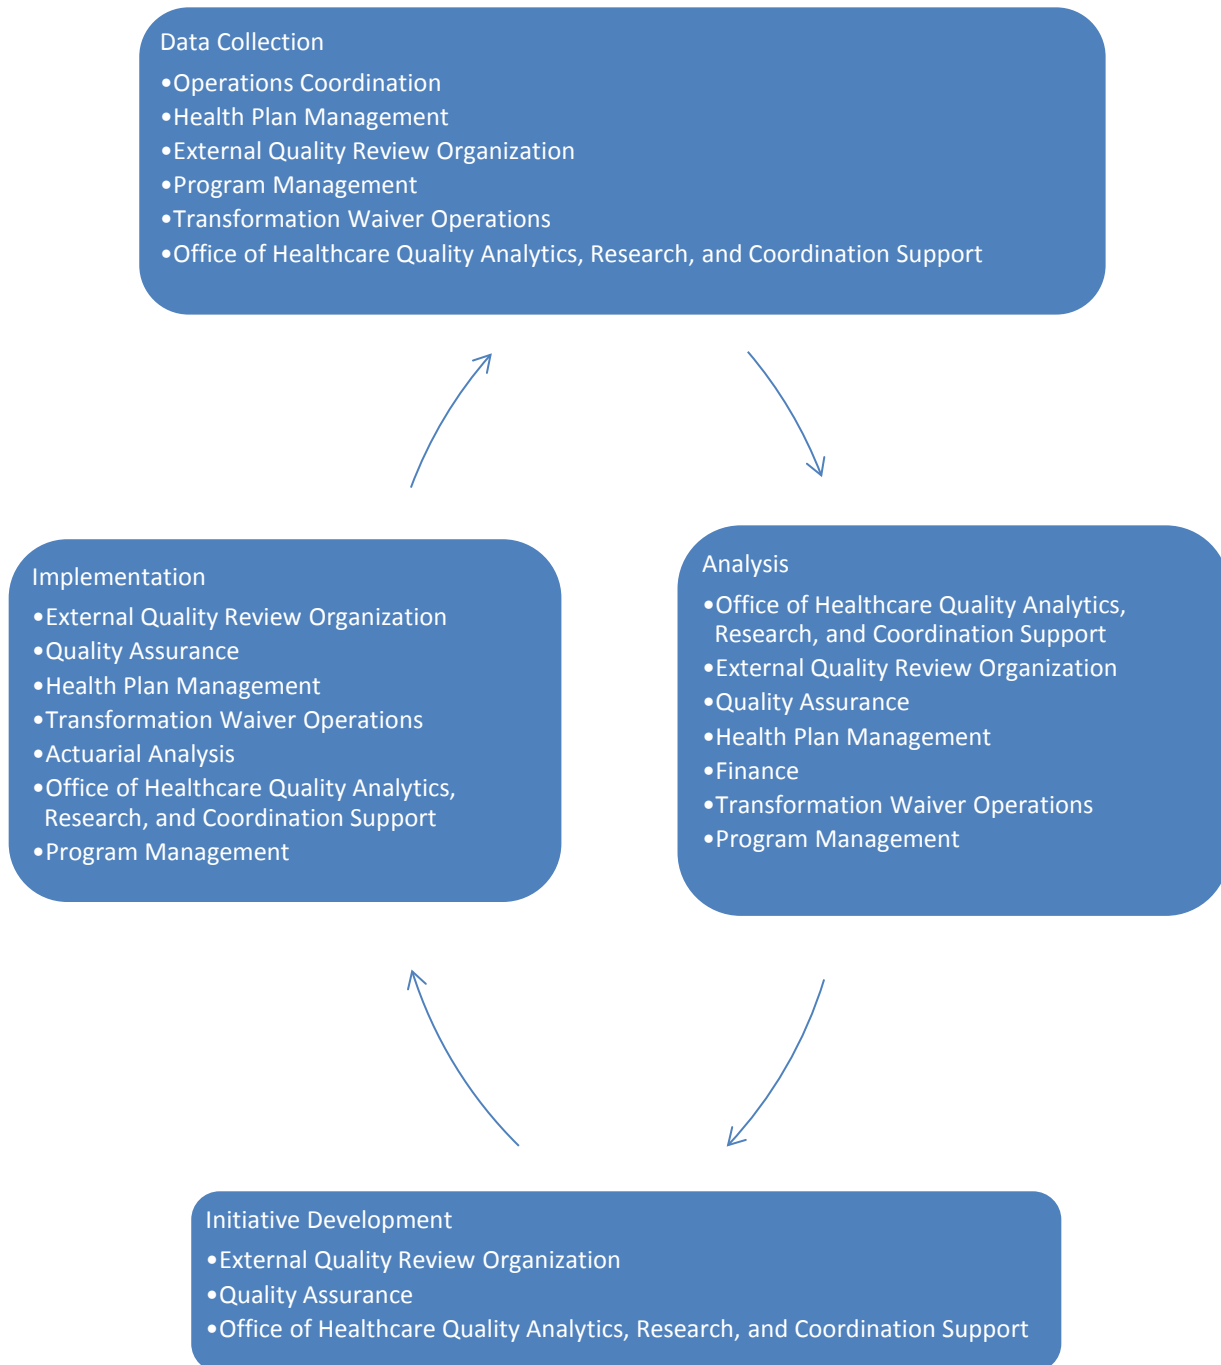 Data Collection
•Operations Coordination
•Health Plan Management
•External Quality Review Organization
•Program Management
•Transformation Waiver Operations
•Office of Healthcare Quality Analytics, Research, and Coordination Support
Analysis
•Office of Healthcare Quality Analytics,
Research, and Coordination Support
•External Quality Review Organization
•Quality Assurance
•Health Plan Management
•Finance
•Transformation Waiver Operations
•Program Management
Initiative Development
•External Quality Review Organization
•Quality Assurance
•Office of Healthcare Quality Analytics, Research, and Coordination Support
Implementation
•External Quality Review Organization
•Quality Assurance
•Health Plan Management
•Transformation Waiver Operations
•Actuarial Analysis
•Office of Healthcare Quality Analytics,
Research, and Coordination Support
•Program Management